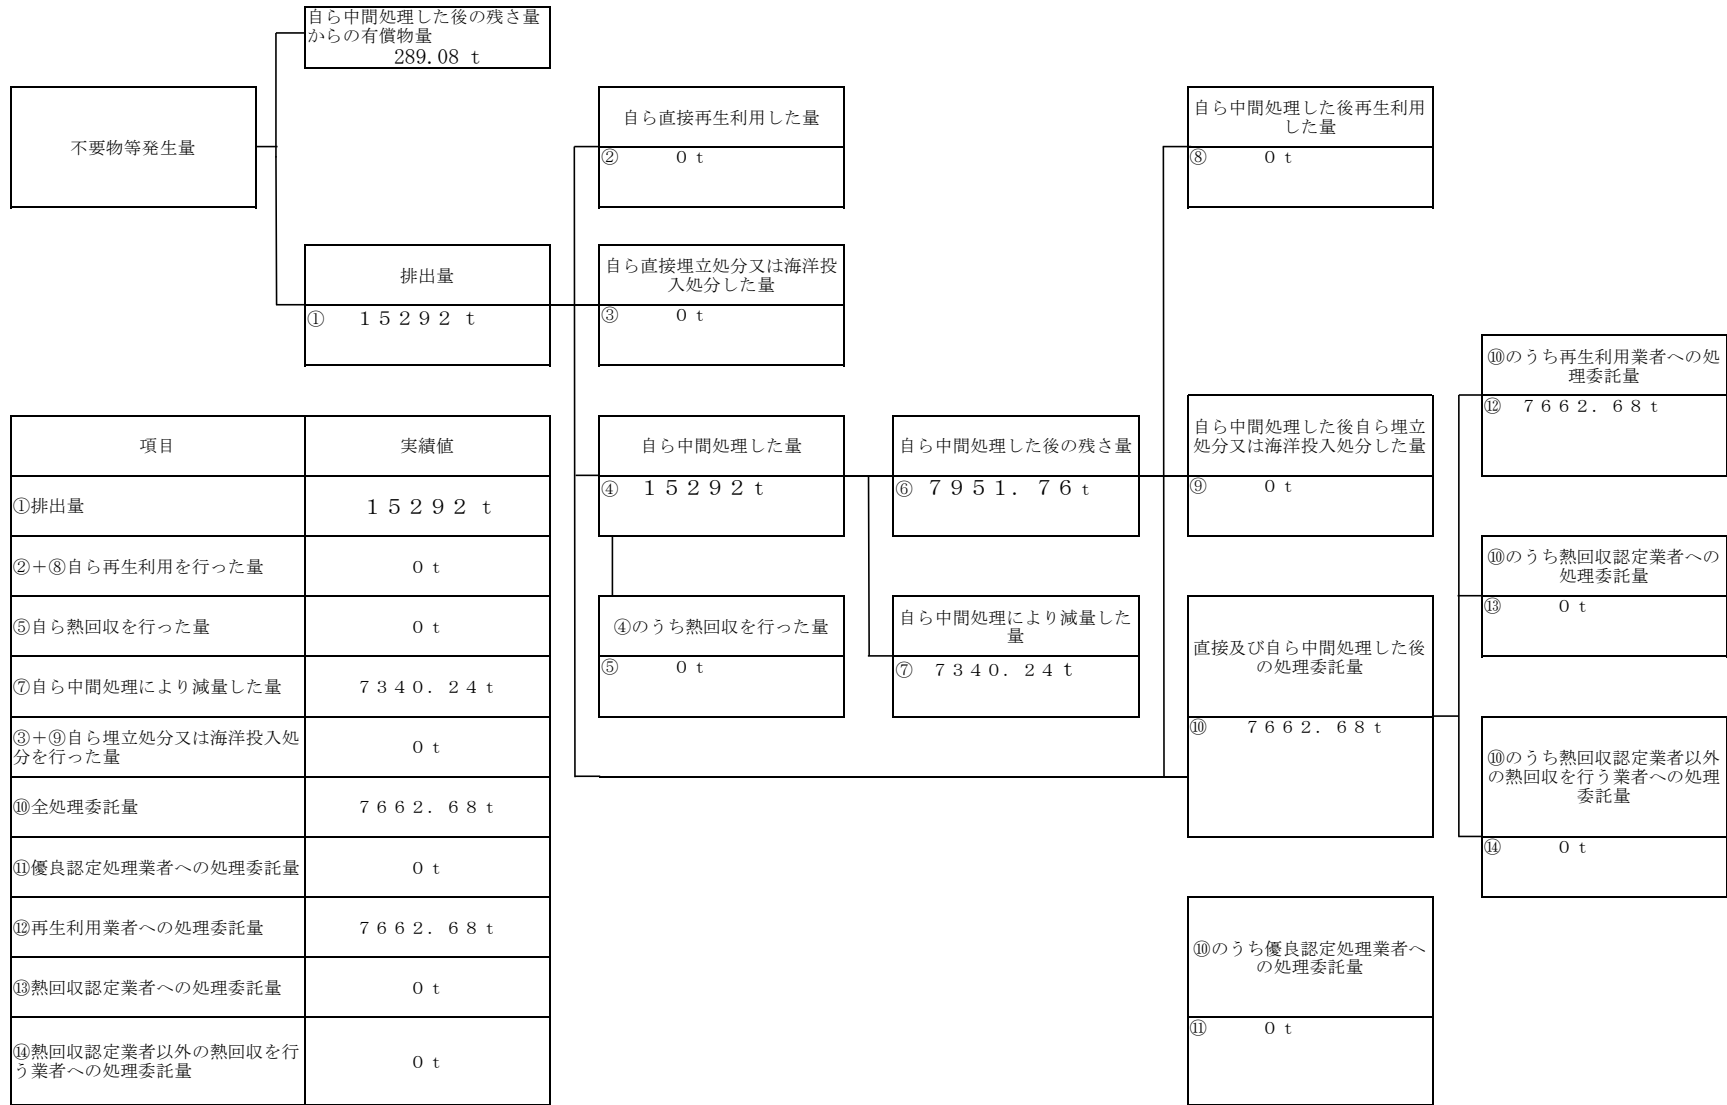 自ら中間処理した後の残さ量
からの有償物量
289.08 t
不要物等発生量
自ら直接再生利用した量
② 0 t
自ら中間処理した後再生利用
した量
⑧ 0 t
排出量
① 15292 t
自ら直接埋立処分又は海洋投
入処分した量
③ 0 t
⑩のうち再生利用業者への処
理委託量
⑫ 7662.68t
項目
実績値
①排出量
15292 t
②＋⑧自ら再生利用を行った量
0 t
⑤自ら熱回収を行った量
0 t
⑦自ら中間処理により減量した量
7340.24t
③＋⑨自ら埋立処分又は海洋投入処
分を行った量
0 t
⑩全処理委託量
7662.68t
⑪優良認定処理業者への処理委託量
0 t
⑫再生利用業者への処理委託量
7662.68t
⑬熱回収認定業者への処理委託量
0 t
⑭熱回収認定業者以外の熱回収を行
う業者への処理委託量
0 t
自ら中間処理した量
④ 15292t
自ら中間処理した後の残さ量
⑥ 7951.76t
自ら中間処理した後自ら埋立
処分又は海洋投入処分した量
⑨ 0 t
④のうち熱回収を行った量
⑤ 0 t
自ら中間処理により減量した
量
⑦ 7340.24t
直接及び自ら中間処理した後
の処理委託量
⑩ 7662.68t
⑩のうち熱回収認定業者への
処理委託量
⑬ 0 t
⑩のうち熱回収認定業者以外
の熱回収を行う業者への処理
委託量
⑭ 0 t
⑩のうち優良認定処理業者へ
の処理委託量
⑪ 0 t